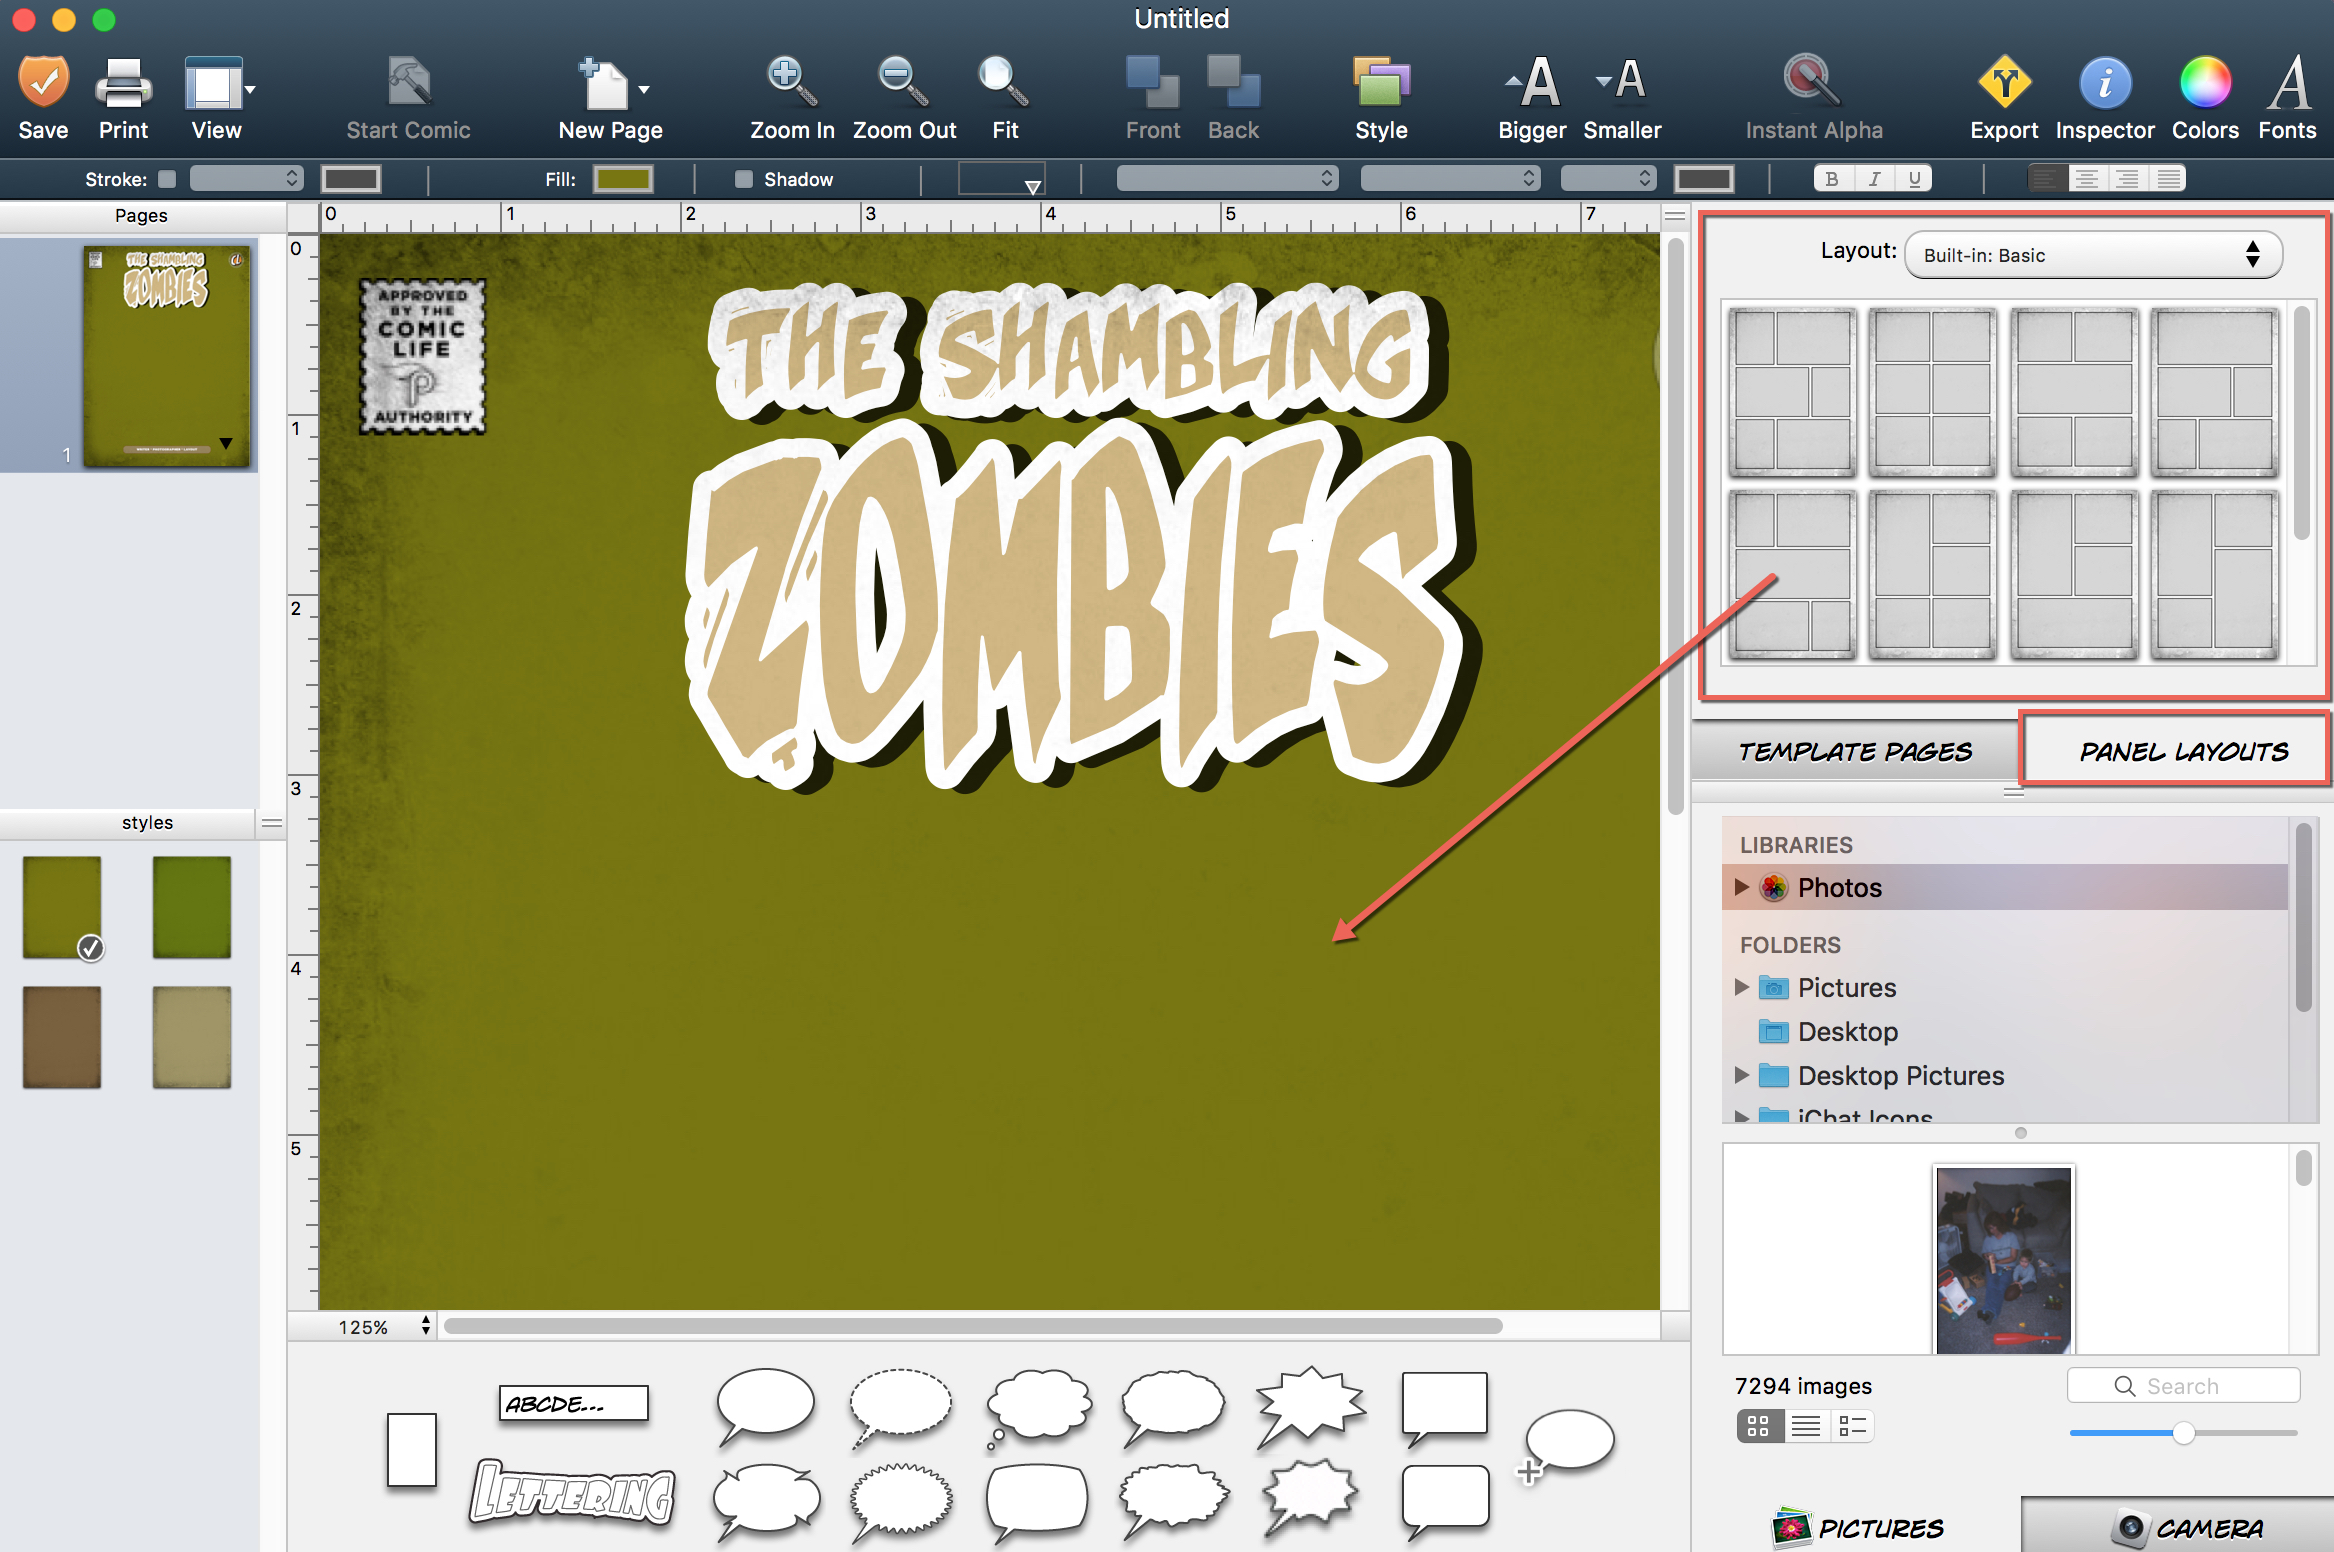 Untitled
Save
Print
View
Start Comic
New Page
Zoom In
Zoom Out
Fit
Front
Back
Style
Bigger
Smaller
Instant Alpha
Export
Inspector
Colors
Fonts
Stroke:
Fill:
Shadow
B I U
Pages
THE SHAMBLING
ZOMBIES
1
styles
0 1 2 3 4 5 6 7
0
1
2
3
4
5
APPROVED
BY THE
COMIC
LIFE
AUTHORITY
THE SHAMBLING
ZOMBIES
125%
ABCDE...
LETTERING
Layout: Built-in: Basic
TEMPLATE PAGES
PANEL LAYOUTS
LIBRARIES
Photos
FOLDERS
Pictures
Desktop
Desktop Pictures
iChat Icons
7294 images
Search
PICTURES
CAMERA